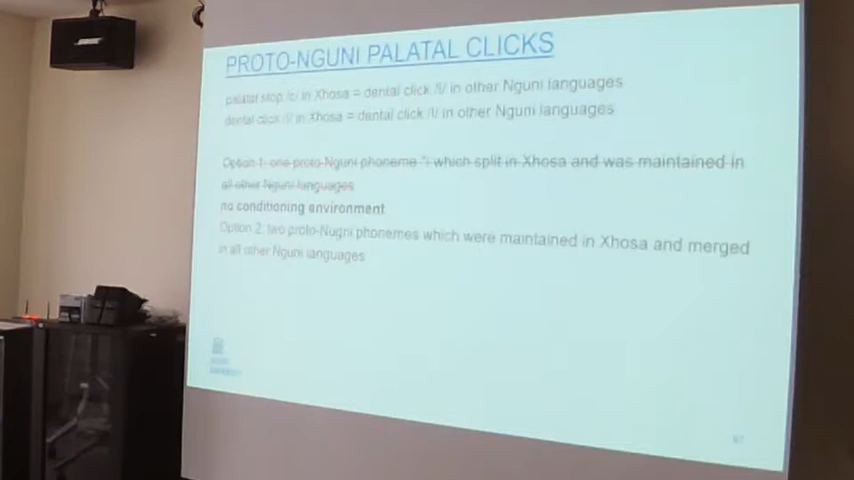 PROTO-NGUNI PALATAL CLICKS
palatal stop /c/ in Xhosa = dental click /ǀ/ in other Nguni languages
dental click /ǀ/ in Xhosa = dental click /ǀ/ in other Nguni languages
Option 1: one proto-Nguni phoneme *ǀ which split in Xhosa and was maintained in
all other Nguni languages
no conditioning environment
Option 2: two proto-Nugni phonemes which were maintained in Xhosa and merged
in all other Nguni languages